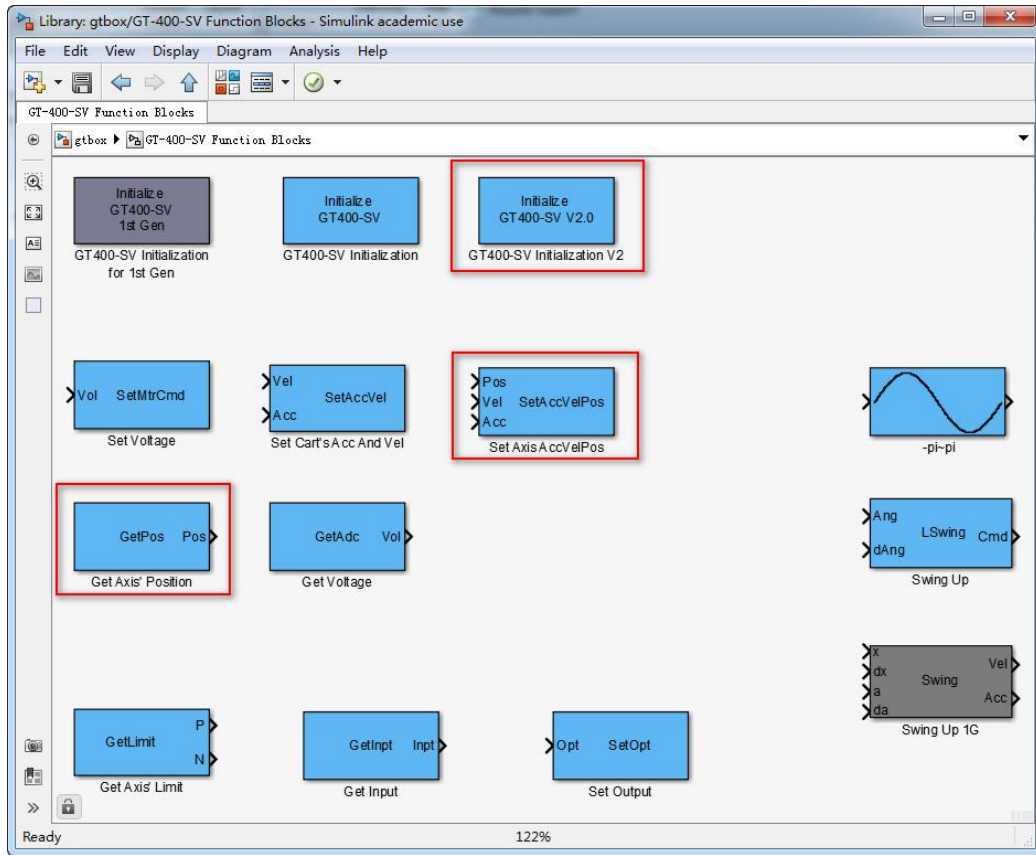 Library: gtbox/GT-400-SV Function Blocks - Simulink academic use
File Edit View Display Diagram Analysis Help
GT-400-SV Function Blocks
gtbox GT-400-SV Function Blocks
Initialize
GT400-SV
1st Gen
GT400-SV Initialization
for 1st Gen
Initialize
GT400-SV
GT400-SV Initialization
Initialize
GT400-SV V2.0
GT400-SV Initialization V2
Vol SetMtrCmd
Set Voltage
Vel
SetAccVel
Acc
Set Cart's Acc And Vel
Pos
Vel SetAccVelPos
Acc
Set Axis AccVelPos
-pi~pi
GetPos Pos
Get Axis' Position
GetAdc Vol
Get Voltage
Ang
LSwing Cmd
dAng
Swing Up
x
Vel
dx
Swing
a
Acc
da
Swing Up 1G
P
GetLimit
N
Get Axis' Limit
GetInpt Inpt
Get Input
Opt SetOpt
Set Output
Ready 122%